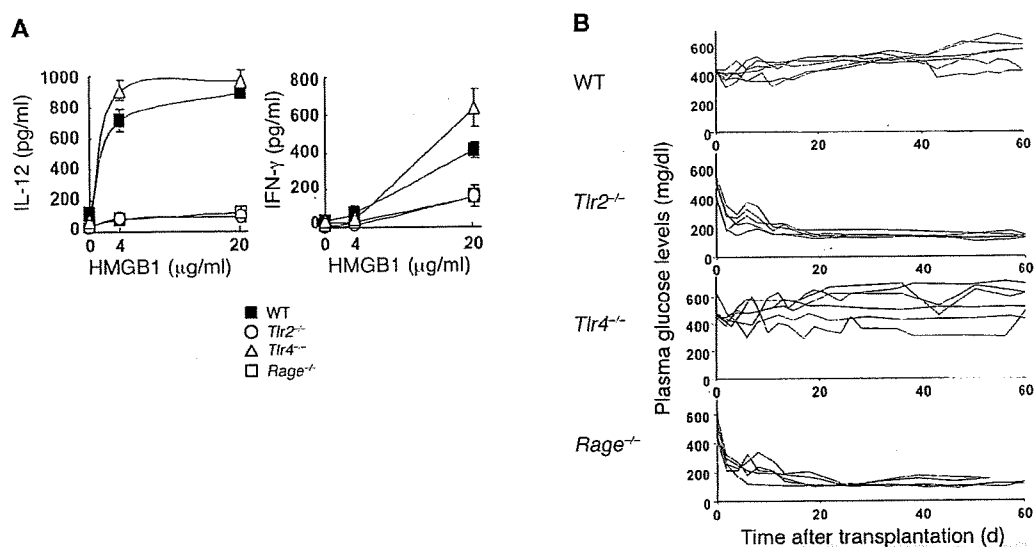 A
1000
800
600
400
200
0
IL-12 (pg/ml)
0 4 20
HMGB1 (μg/ml)
800
600
400
200
0
IFN-γ (pg/ml)
0 4 20
HMGB1 (μg/ml)
WT
Tlr2–/–
Tlr4–/–
Rage–/–
B
Plasma glucose levels (mg/dl)
WT
600
400
200
0
0 20 40 60
Tlr2–/–
600
400
200
0
0 20 40 60
Tlr4–/–
600
400
200
0
0 20 40 60
Rage–/–
600
400
200
0
0 20 40 60
Time after transplantation (d)